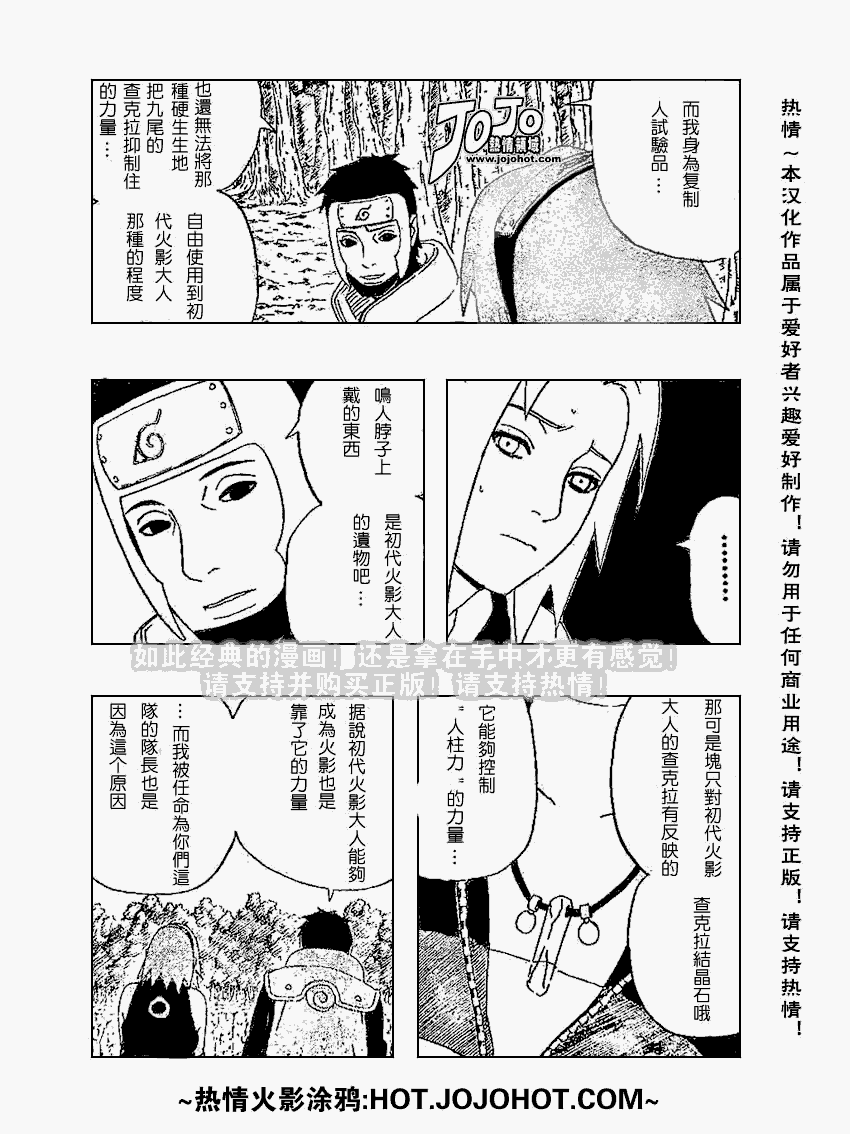 而我身為复制
人試驗品…
JOJO
熱情領域
www.jojohot.com
自由使用到初
代火影大人
那種的程度
也還無法將那
種硬生生地
把九尾的
查克拉抑制住
的力量…
………
鳴人脖子上
戴的東西
是初代火影大人
的遺物吧…
如此经典的漫画！还是拿在手中才更有感觉！
请支持并购买正版！请支持热情！
那可是塊只對初代火影
大人的查克拉有反映的
查克拉結晶石哦
它能夠控制
"人柱力"的力量…
据說初代火影大人能夠
成為火影也是
靠了它的力量
…而我被任命為你們這
隊的隊長也是
因為這个原因
热情~本汉化作品属于爱好者兴趣爱好制作！请勿用于任何商业用途！请支持正版！请支持热情！
~热情火影涂鸦:HOT.JOJOHOT.COM~